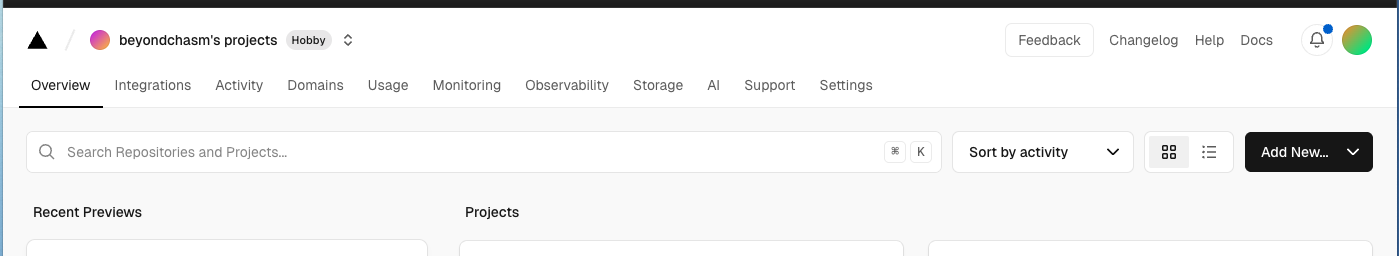 beyondchasm's projects Hobby Feedback Changelog Help Docs
Overview Integrations Activity Domains Usage Monitoring Observability Storage AI Support Settings
Search Repositories and Projects... ⌘ K Sort by activity Add New...
Recent Previews Projects